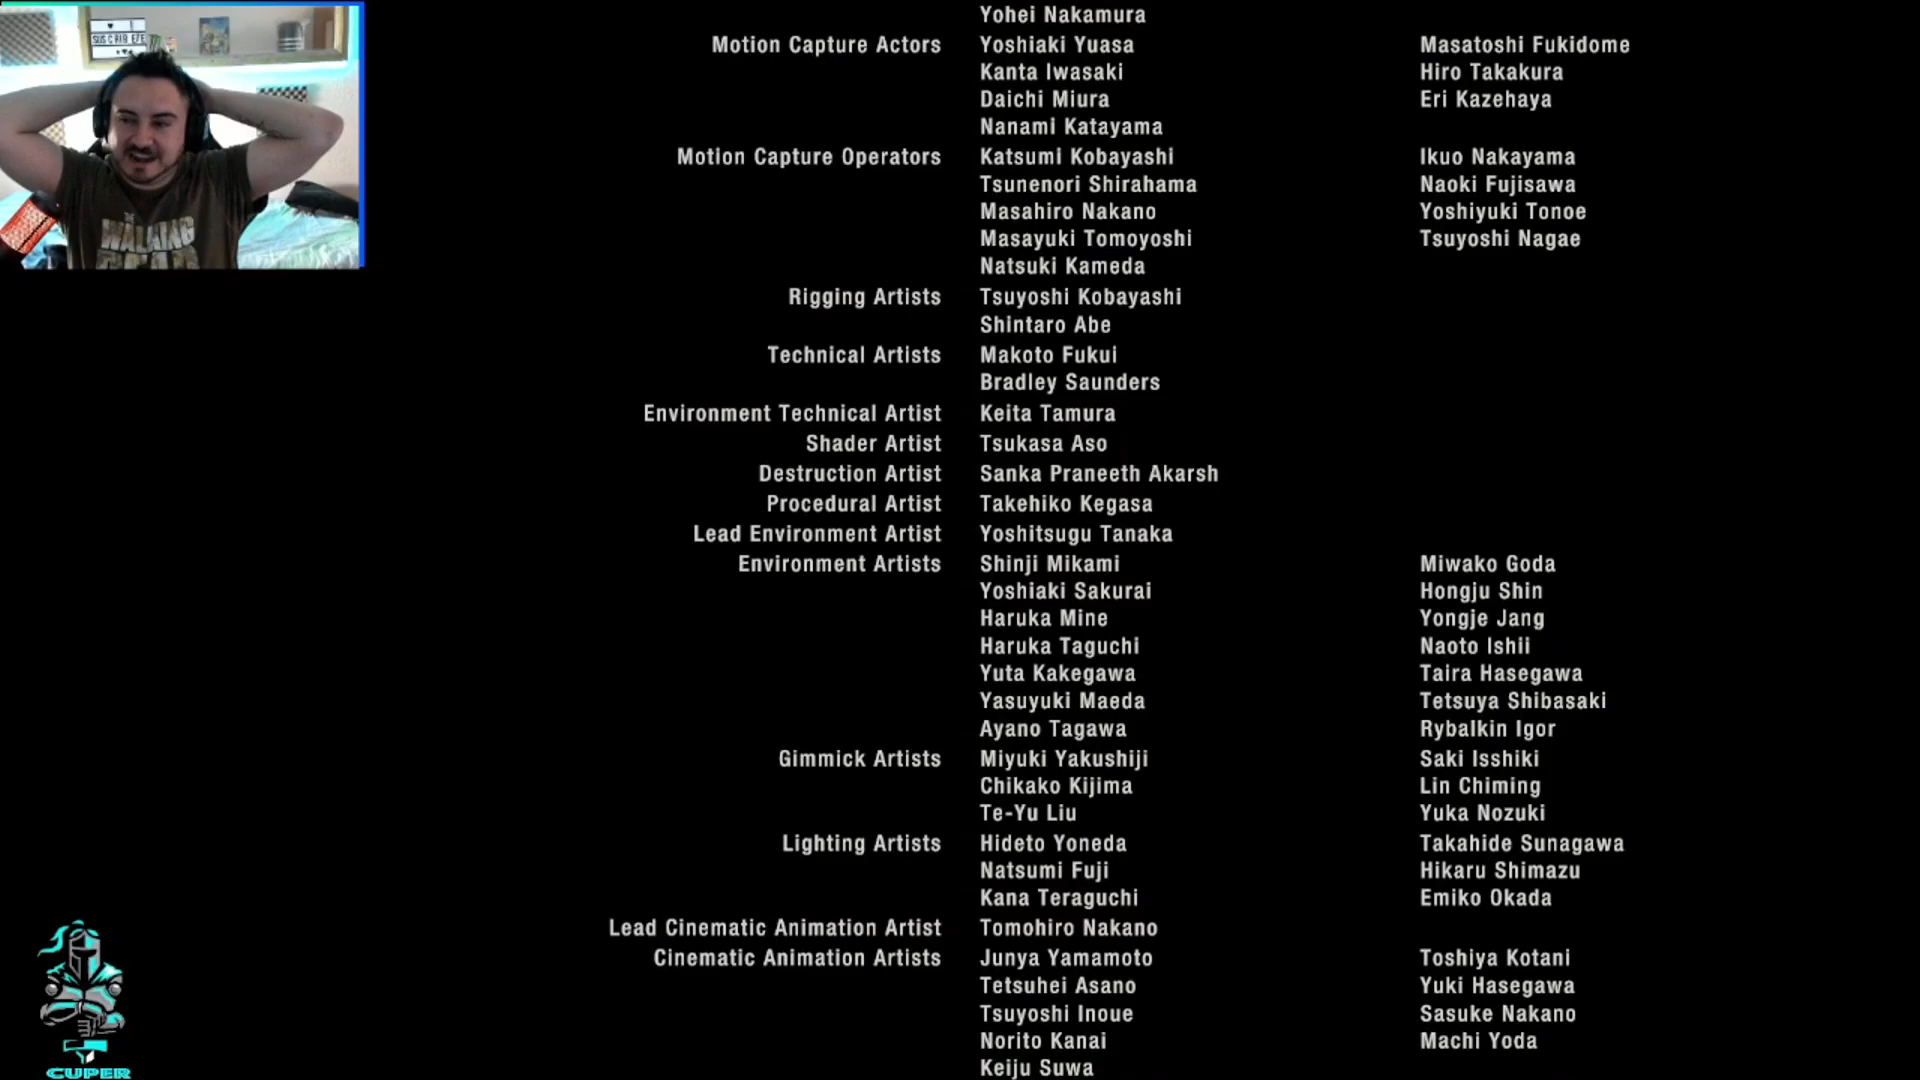 SUSCRIBETE
THE
WALKING
DEAD
Yohei Nakamura
Motion Capture Actors Yoshiaki Yuasa Masatoshi Fukidome
Kanta Iwasaki Hiro Takakura
Daichi Miura Eri Kazehaya
Nanami Katayama
Motion Capture Operators Katsumi Kobayashi Ikuo Nakayama
Tsunenori Shirahama Naoki Fujisawa
Masahiro Nakano Yoshiyuki Tonoe
Masayuki Tomoyoshi Tsuyoshi Nagae
Natsuki Kameda
Rigging Artists Tsuyoshi Kobayashi
Shintaro Abe
Technical Artists Makoto Fukui
Bradley Saunders
Environment Technical Artist Keita Tamura
Shader Artist Tsukasa Aso
Destruction Artist Sanka Praneeth Akarsh
Procedural Artist Takehiko Kegasa
Lead Environment Artist Yoshitsugu Tanaka
Environment Artists Shinji Mikami Miwako Goda
Yoshiaki Sakurai Hongju Shin
Haruka Mine Yongje Jang
Haruka Taguchi Naoto Ishii
Yuta Kakegawa Taira Hasegawa
Yasuyuki Maeda Tetsuya Shibasaki
Ayano Tagawa Rybalkin Igor
Gimmick Artists Miyuki Yakushiji Saki Isshiki
Chikako Kijima Lin Chiming
Te-Yu Liu Yuka Nozuki
Lighting Artists Hideto Yoneda Takahide Sunagawa
Natsumi Fuji Hikaru Shimazu
Kana Teraguchi Emiko Okada
Lead Cinematic Animation Artist Tomohiro Nakano
Cinematic Animation Artists Junya Yamamoto Toshiya Kotani
Tetsuhei Asano Yuki Hasegawa
Tsuyoshi Inoue Sasuke Nakano
Norito Kanai Machi Yoda
Keiju Suwa
CUPER